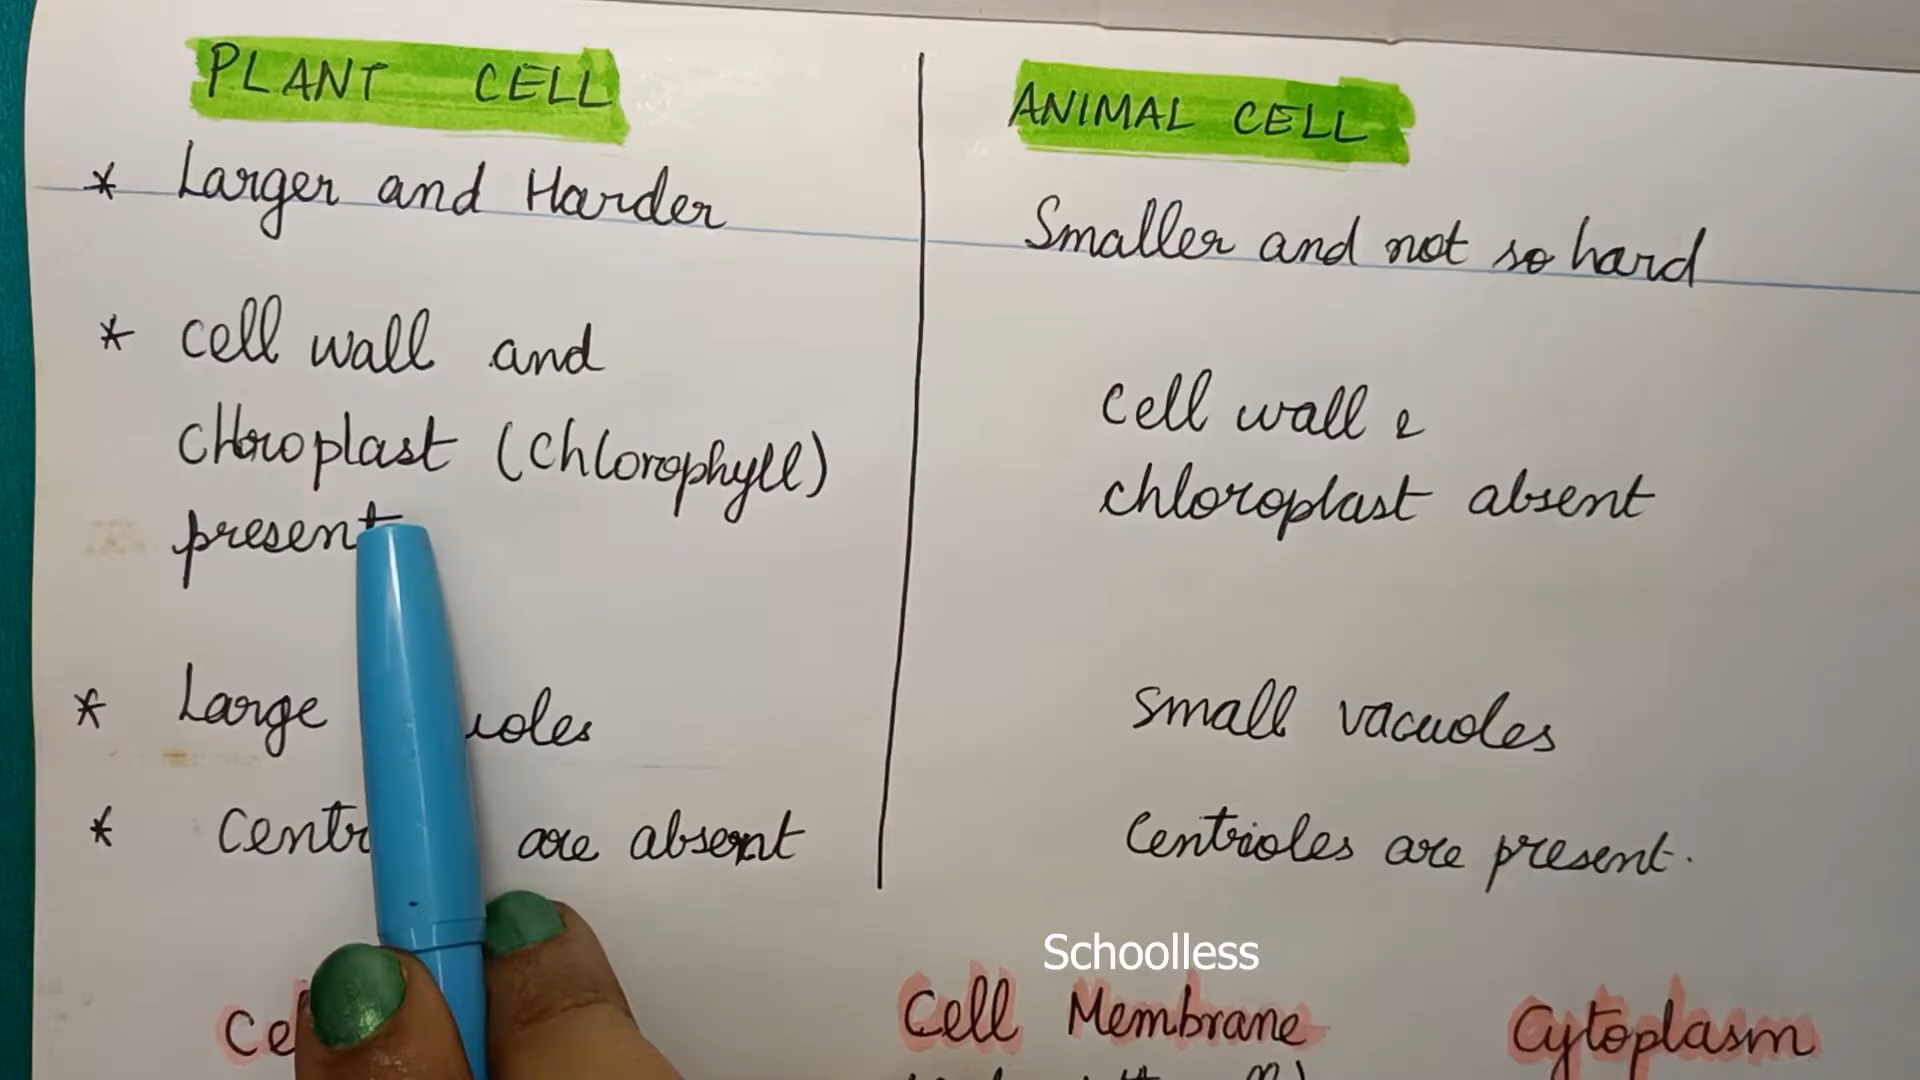 PLANT CELL
* Larger and Harder
* cell wall and
chloroplast (chlorophyll)
present
* Large
* are absent
ANIMAL CELL
Smaller and not so hard
cell wall &
chloroplast absent
small vacuoles
Centrioles are present.
Schoolless
Cell Membrane
Cytoplasm